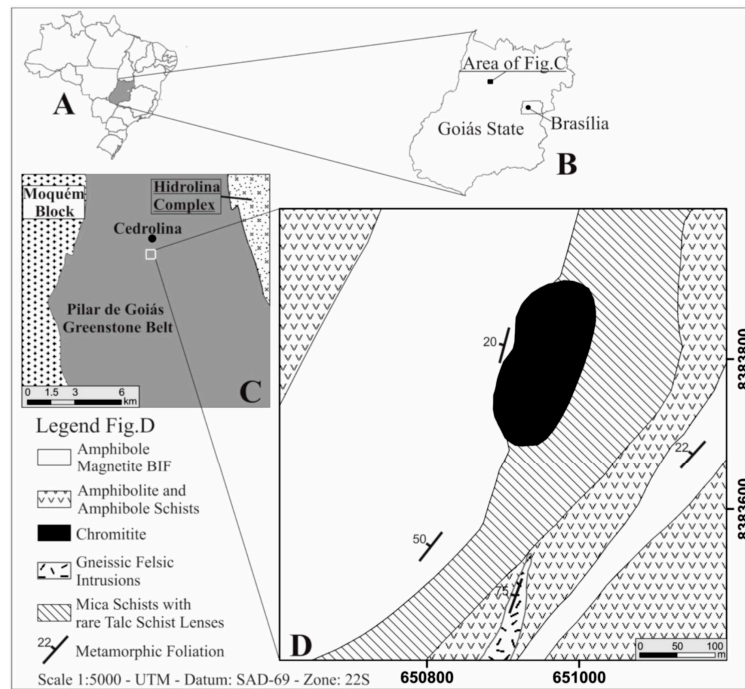 A
Area of Fig.C
Goiás State
Brasília
B
Moquém
Block
Hidrolina
Complex
Cedrolina
Pilar de Goiás
Greenstone Belt
0 1.5 3 6
km
C
Legend Fig.D
Amphibole
Magnetite BIF
Amphibolite and
Amphibole Schists
Chromitite
Gneissic Felsic
Intrusions
Mica Schists with
rare Talc Schist Lenses
22
Metamorphic Foliation
Scale 1:5000 - UTM - Datum: SAD-69 - Zone: 22S
20
22
50
75
D
0 50 100
m
8383800
8383600
650800
651000